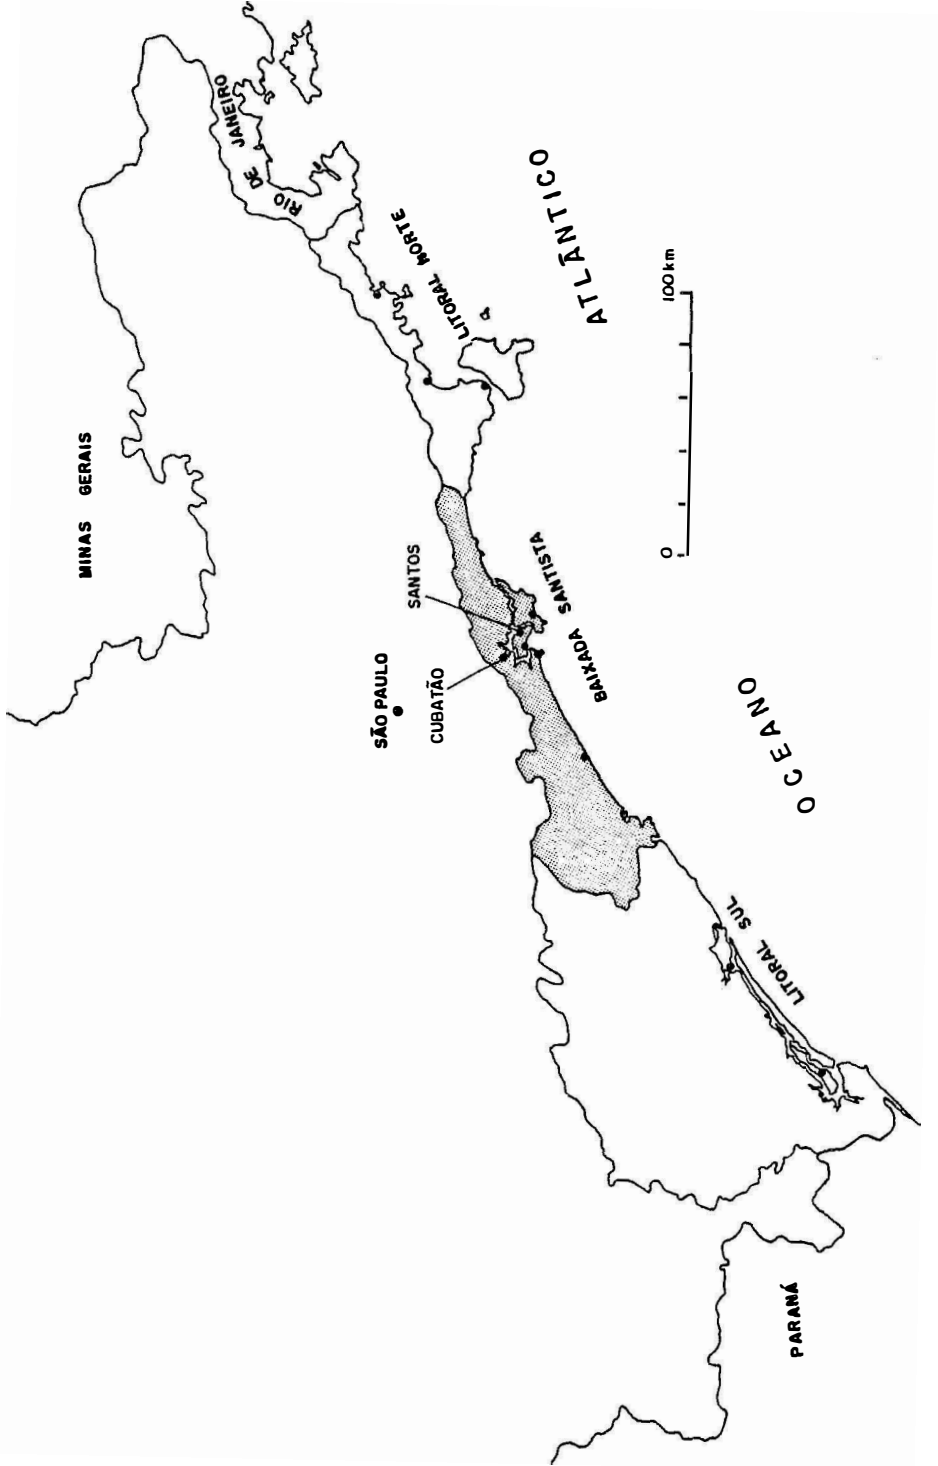 MINAS GERAIS
RIO DE JANEIRO
SÃO PAULO
CUBATÃO
SANTOS
LITORAL NORTE
BAIXADA SANTISTA
LITORAL SUL
PARANÁ
OCEANO ATLÂNTICO
0 100km